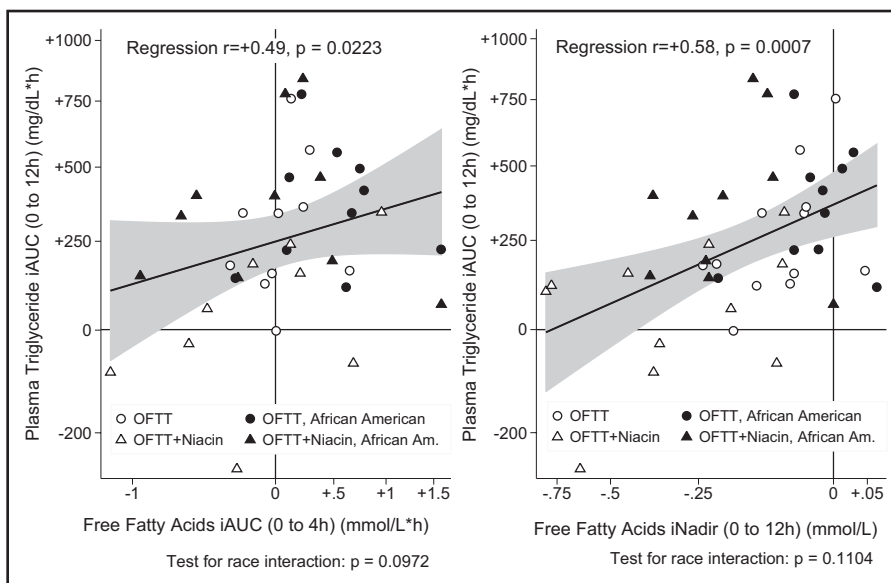 Regression r=+0.49, p = 0.0223
Plasma Triglyceride iAUC (0 to 12h) (mg/dL*h)
+1000
+750
+500
+250
0
-200
OFTT
OFTT, African American
OFTT+Niacin
OFTT+Niacin, African Am.
-1
0
+.5
+1
+1.5
Free Fatty Acids iAUC (0 to 4h) (mmol/L*h)
Test for race interaction: p = 0.0972
Regression r=+0.58, p = 0.0007
Plasma Triglyceride iAUC (0 to 12h) (mg/dL*h)
+1000
+750
+500
+250
0
-200
OFTT
OFTT, African American
OFTT+Niacin
OFTT+Niacin, African Am.
-.75
-.5
-.25
0
+.05
Free Fatty Acids iNadir (0 to 12h) (mmol/L)
Test for race interaction: p = 0.1104